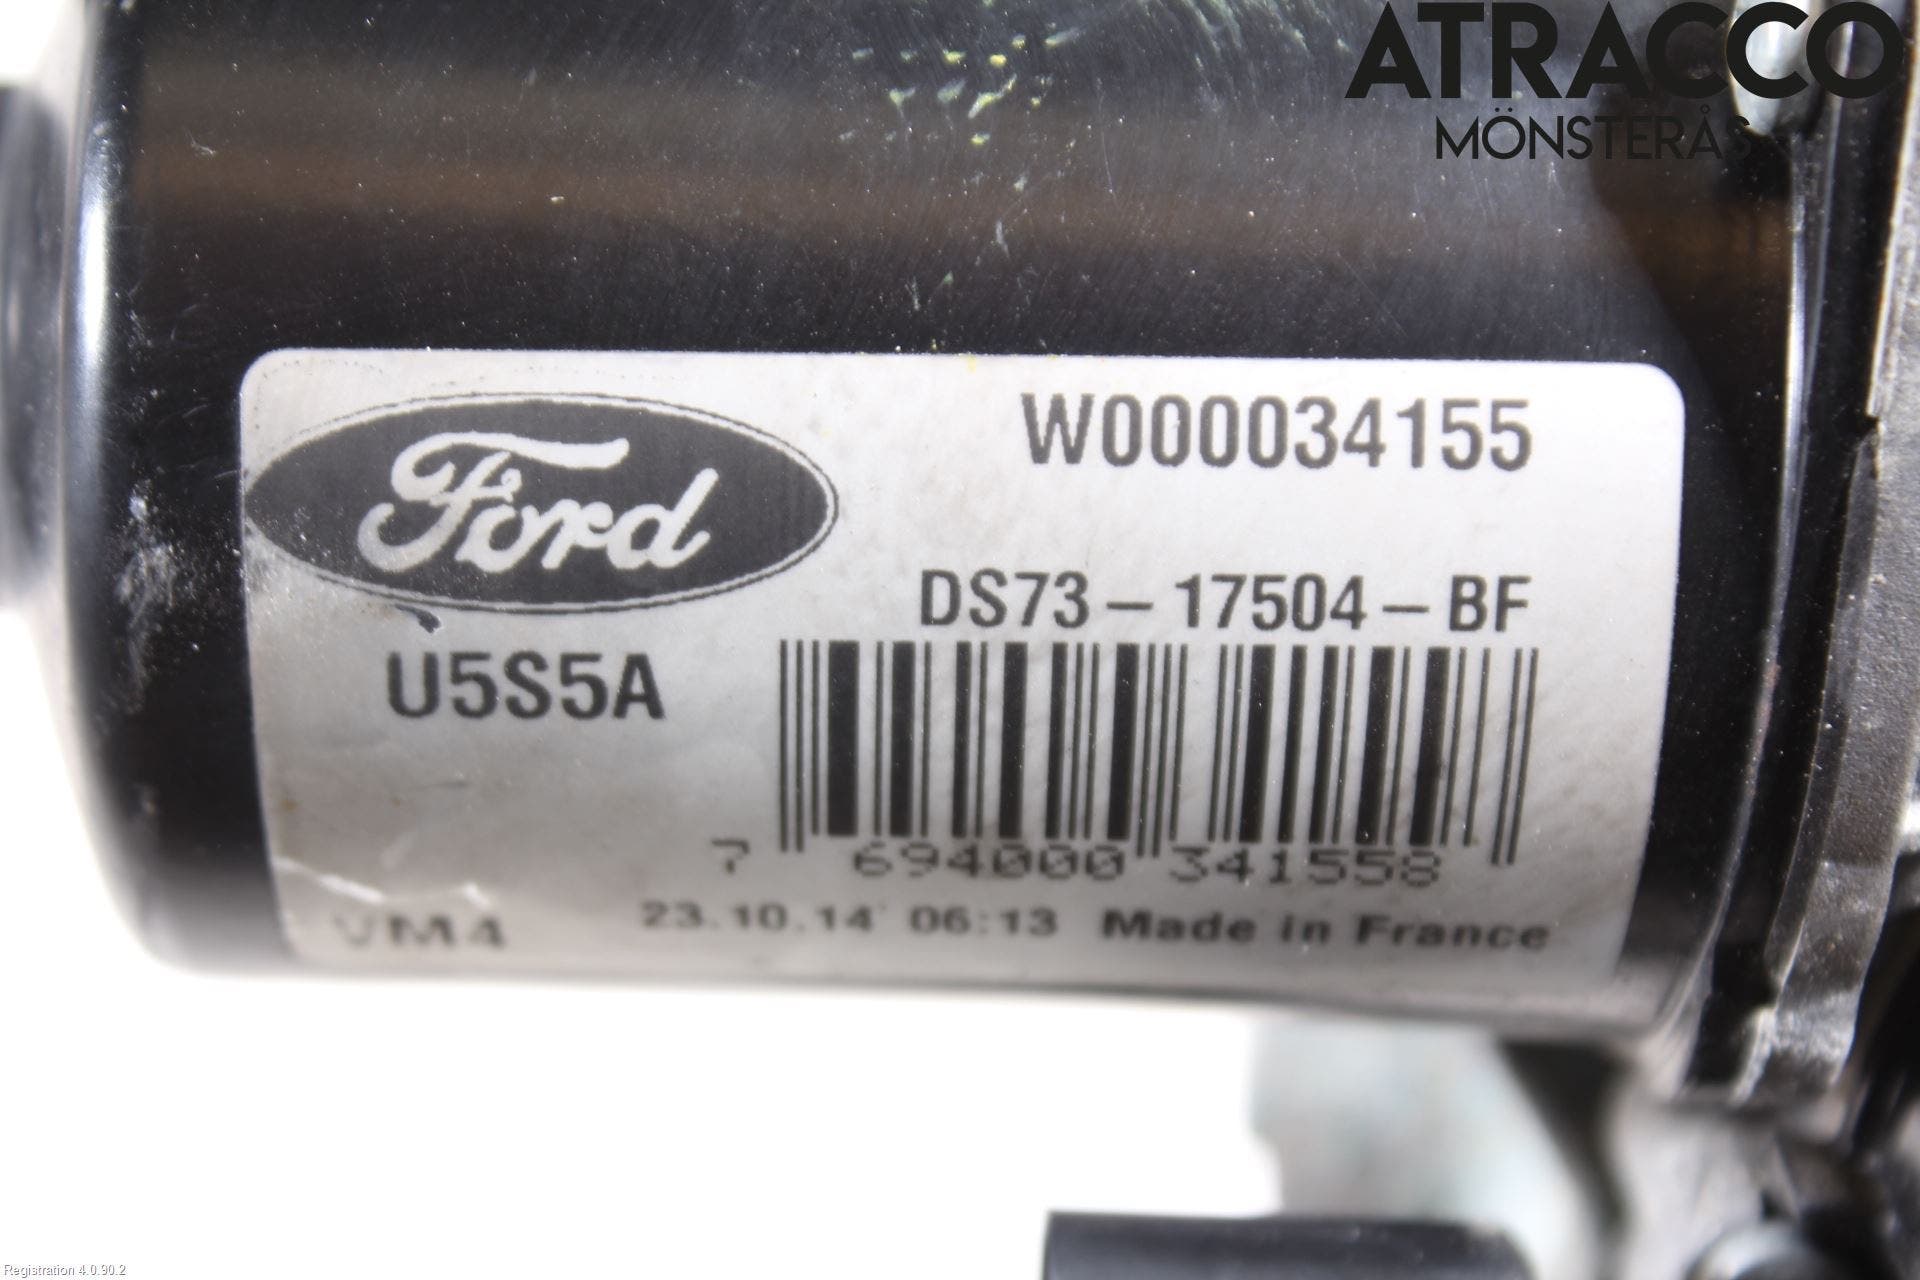 ATRACCO
MÖNSTERÅS
Ford
W000034155
DS73-17504-BF
U5S5A
7 694000 341558
VM4
23.10.14 06:13 Made in France
Registration 4.0.90.2